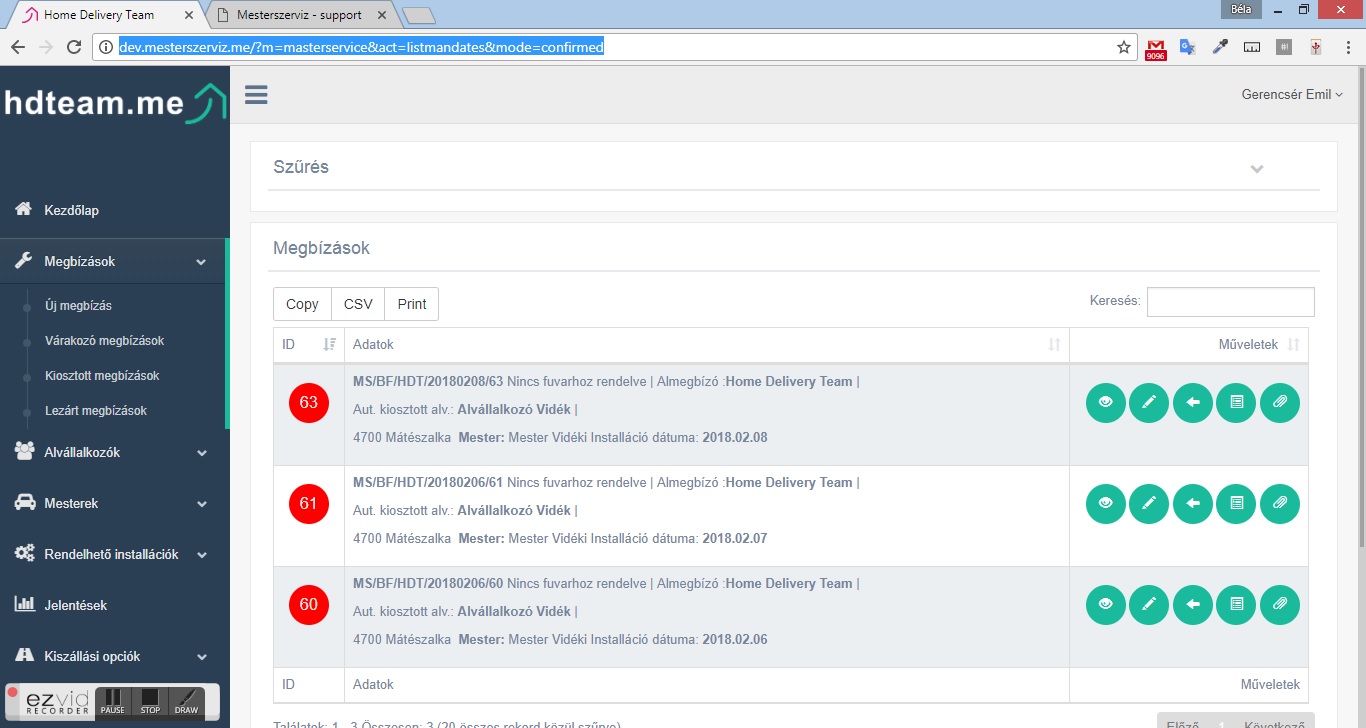 Home Delivery Team
Mesterszerviz - support
Béla
dev.mesterszerviz.me/?m=masterservice&act=listmandates&mode=confirmed
9096
hdteam.me
Gerencsér Emil
Szűrés
Kezdőlap
Megbízások
Új megbízás
Várakozó megbízások
Kiosztott megbízások
Lezárt megbízások
Alvállalkozók
Mesterek
Rendelhető installációk
Jelentések
Kiszállási opciók
Megbízások
Copy CSV Print
Keresés:
ID Adatok Műveletek
63
MS/BF/HDT/20180208/63 Nincs fuvarhoz rendelve | Almegbízó :Home Delivery Team |
Aut. kiosztott alv.: Alvállalkozó Vidék |
4700 Mátészalka Mester: Mester Vidéki Installáció dátuma: 2018.02.08
61
MS/BF/HDT/20180206/61 Nincs fuvarhoz rendelve | Almegbízó :Home Delivery Team |
Aut. kiosztott alv.: Alvállalkozó Vidék |
4700 Mátészalka Mester: Mester Vidéki Installáció dátuma: 2018.02.07
60
MS/BF/HDT/20180206/60 Nincs fuvarhoz rendelve | Almegbízó :Home Delivery Team |
Aut. kiosztott alv.: Alvállalkozó Vidék |
4700 Mátészalka Mester: Mester Vidéki Installáció dátuma: 2018.02.06
ID Adatok Műveletek
Találatok: 1 - 3 Összesen: 3 (20 összes rekord közül szűrve)
Előző 1 Következő
ezvid
RECORDER
PAUSE STOP DRAW